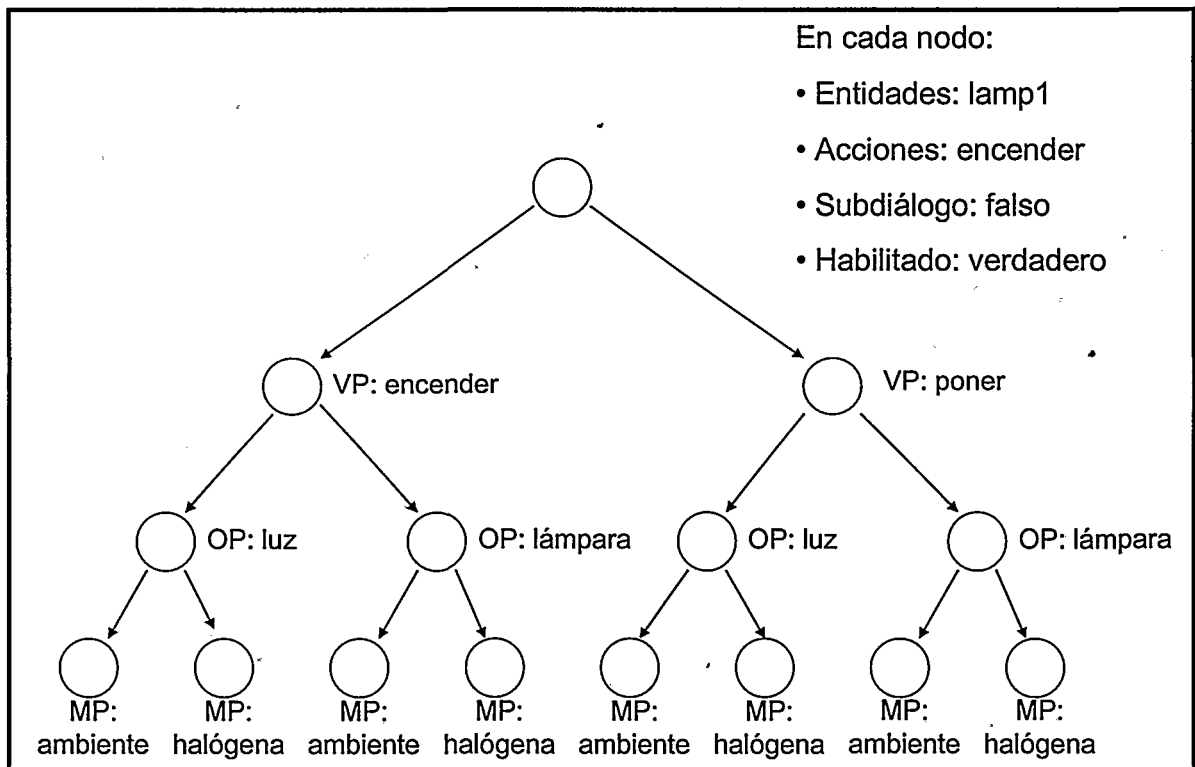 En cada nodo:
• Entidades: lamp1
• Acciones: encender
• Subdiálogo: falso
• Habilitado: verdadero
VP: encender
VP: poner
OP: luz
OP: lámpara
OP: luz
OP: lámpara
MP:
ambiente
MP:
halógena
MP:
ambiente
MP:
halógena
MP:
ambiente
MP:
halógena
MP:
ambiente
MP:
halógena